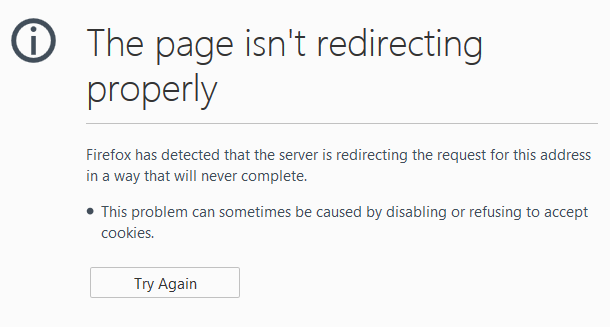 The page isn't redirecting
properly
Firefox has detected that the server is redirecting the request for this address
in a way that will never complete.
• This problem can sometimes be caused by disabling or refusing to accept
cookies.
Try Again